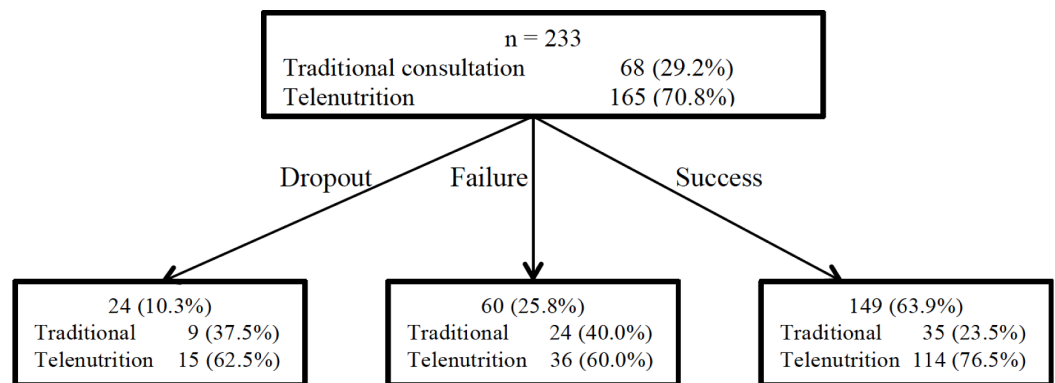 n = 233
Traditional consultation 68 (29.2%)
Telenutrition 165 (70.8%)
Dropout Failure Success
24 (10.3%)
Traditional 9 (37.5%)
Telenutrition 15 (62.5%)
60 (25.8%)
Traditional 24 (40.0%)
Telenutrition 36 (60.0%)
149 (63.9%)
Traditional 35 (23.5%)
Telenutrition 114 (76.5%)